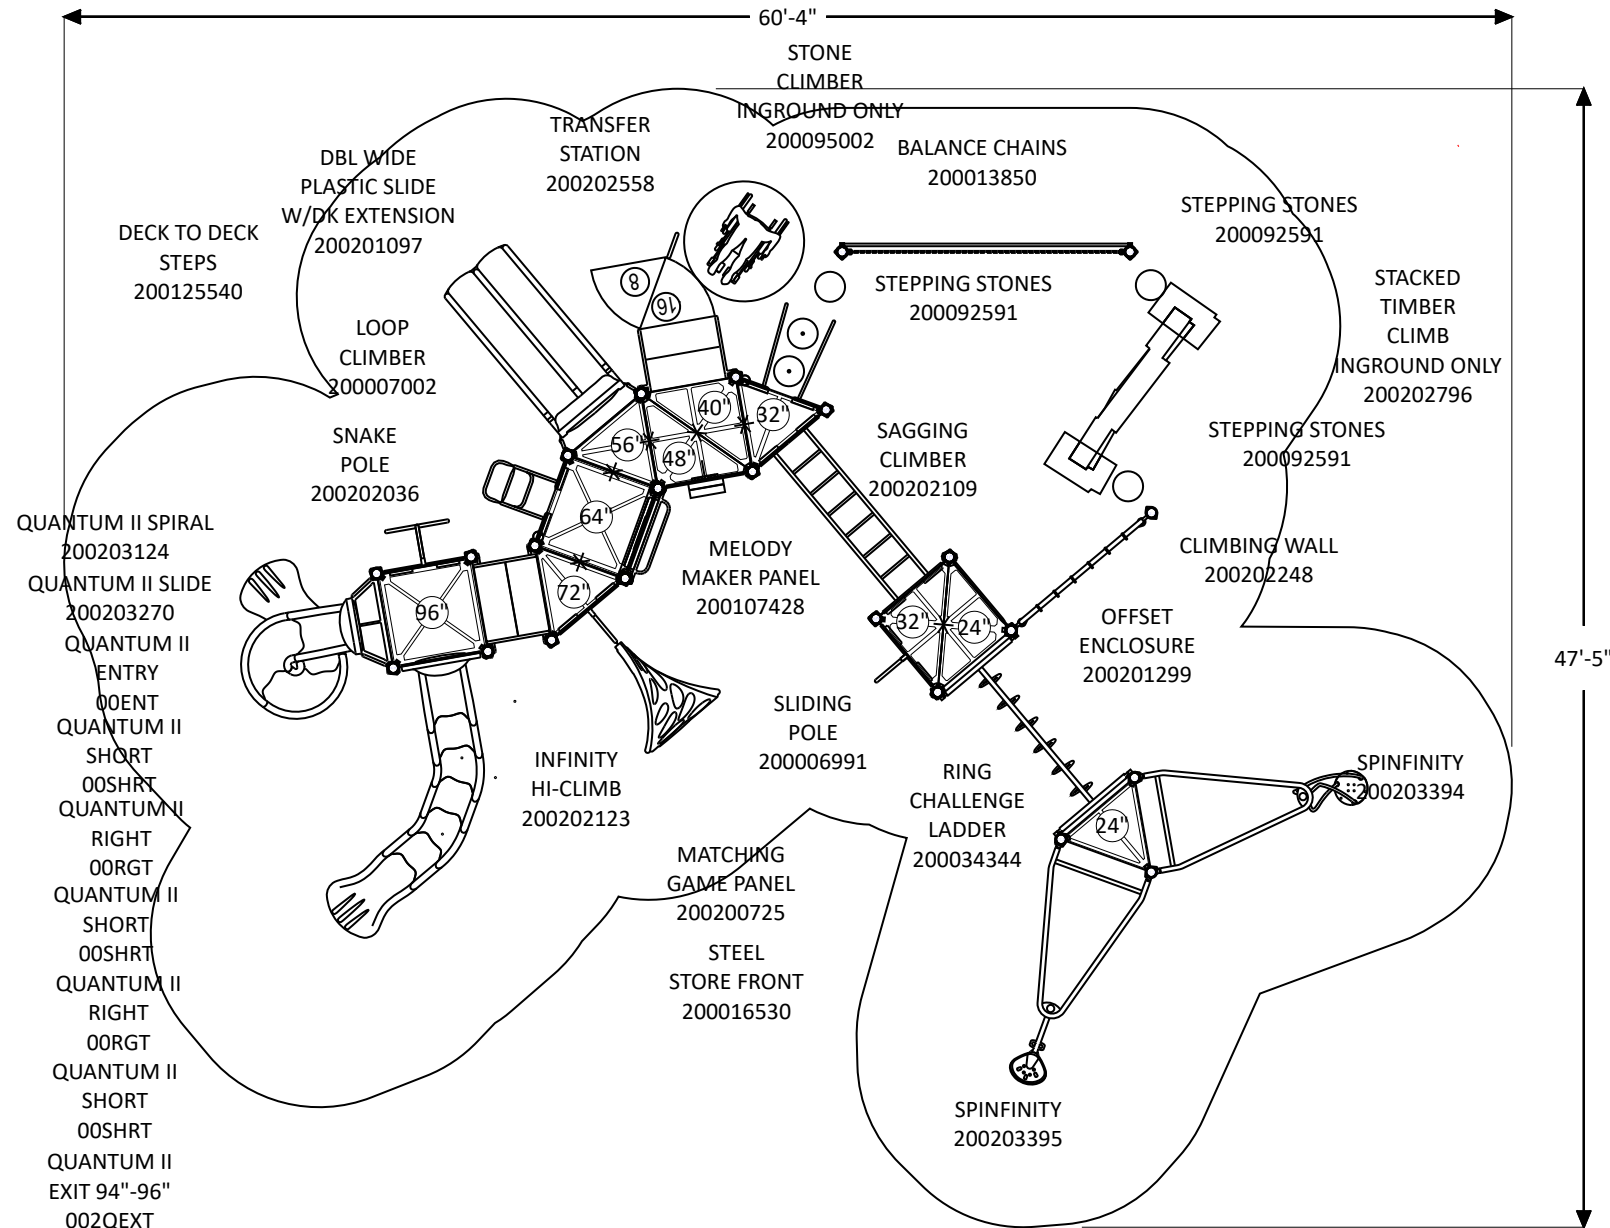 60'-4"
STONE
CLIMBER
INGROUND ONLY
200095002
TRANSFER
STATION
200202558
BALANCE CHAINS
200013850
DBL WIDE
PLASTIC SLIDE
W/DK EXTENSION
200201097
STEPPING STONES
200092591
DECK TO DECK
STEPS
200125540
8
16
STEPPING STONES
200092591
STACKED
TIMBER
CLIMB
INGROUND ONLY
200202796
LOOP
CLIMBER
200007002
40"
32"
56"
48"
SNAKE
POLE
200202036
SAGGING
CLIMBER
200202109
STEPPING STONES
200092591
64"
QUANTUM II SPIRAL
200203124
QUANTUM II SLIDE
200203270
QUANTUM II
ENTRY
00ENT
QUANTUM II
SHORT
00SHRT
QUANTUM II
RIGHT
00RGT
QUANTUM II
SHORT
00SHRT
QUANTUM II
RIGHT
00RGT
QUANTUM II
SHORT
00SHRT
QUANTUM II
EXIT 94"-96"
002QEXT
MELODY
MAKER PANEL
200107428
CLIMBING WALL
200202248
72"
96"
32"
24"
OFFSET
ENCLOSURE
200201299
47'-5"
SLIDING
POLE
200006991
INFINITY
HI-CLIMB
200202123
RING
CHALLENGE
LADDER
200034344
SPINFINITY
200203394
24"
MATCHING
GAME PANEL
200200725
STEEL
STORE FRONT
200016530
SPINFINITY
200203395